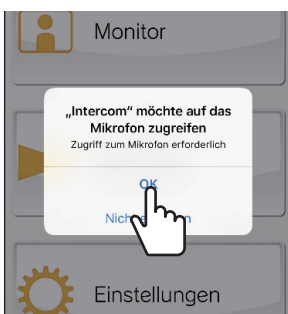 Monitor
„Intercom“ möchte auf das
Mikrofon zugreifen
Zugriff zum Mikrofon erforderlich
OK
Einstellungen